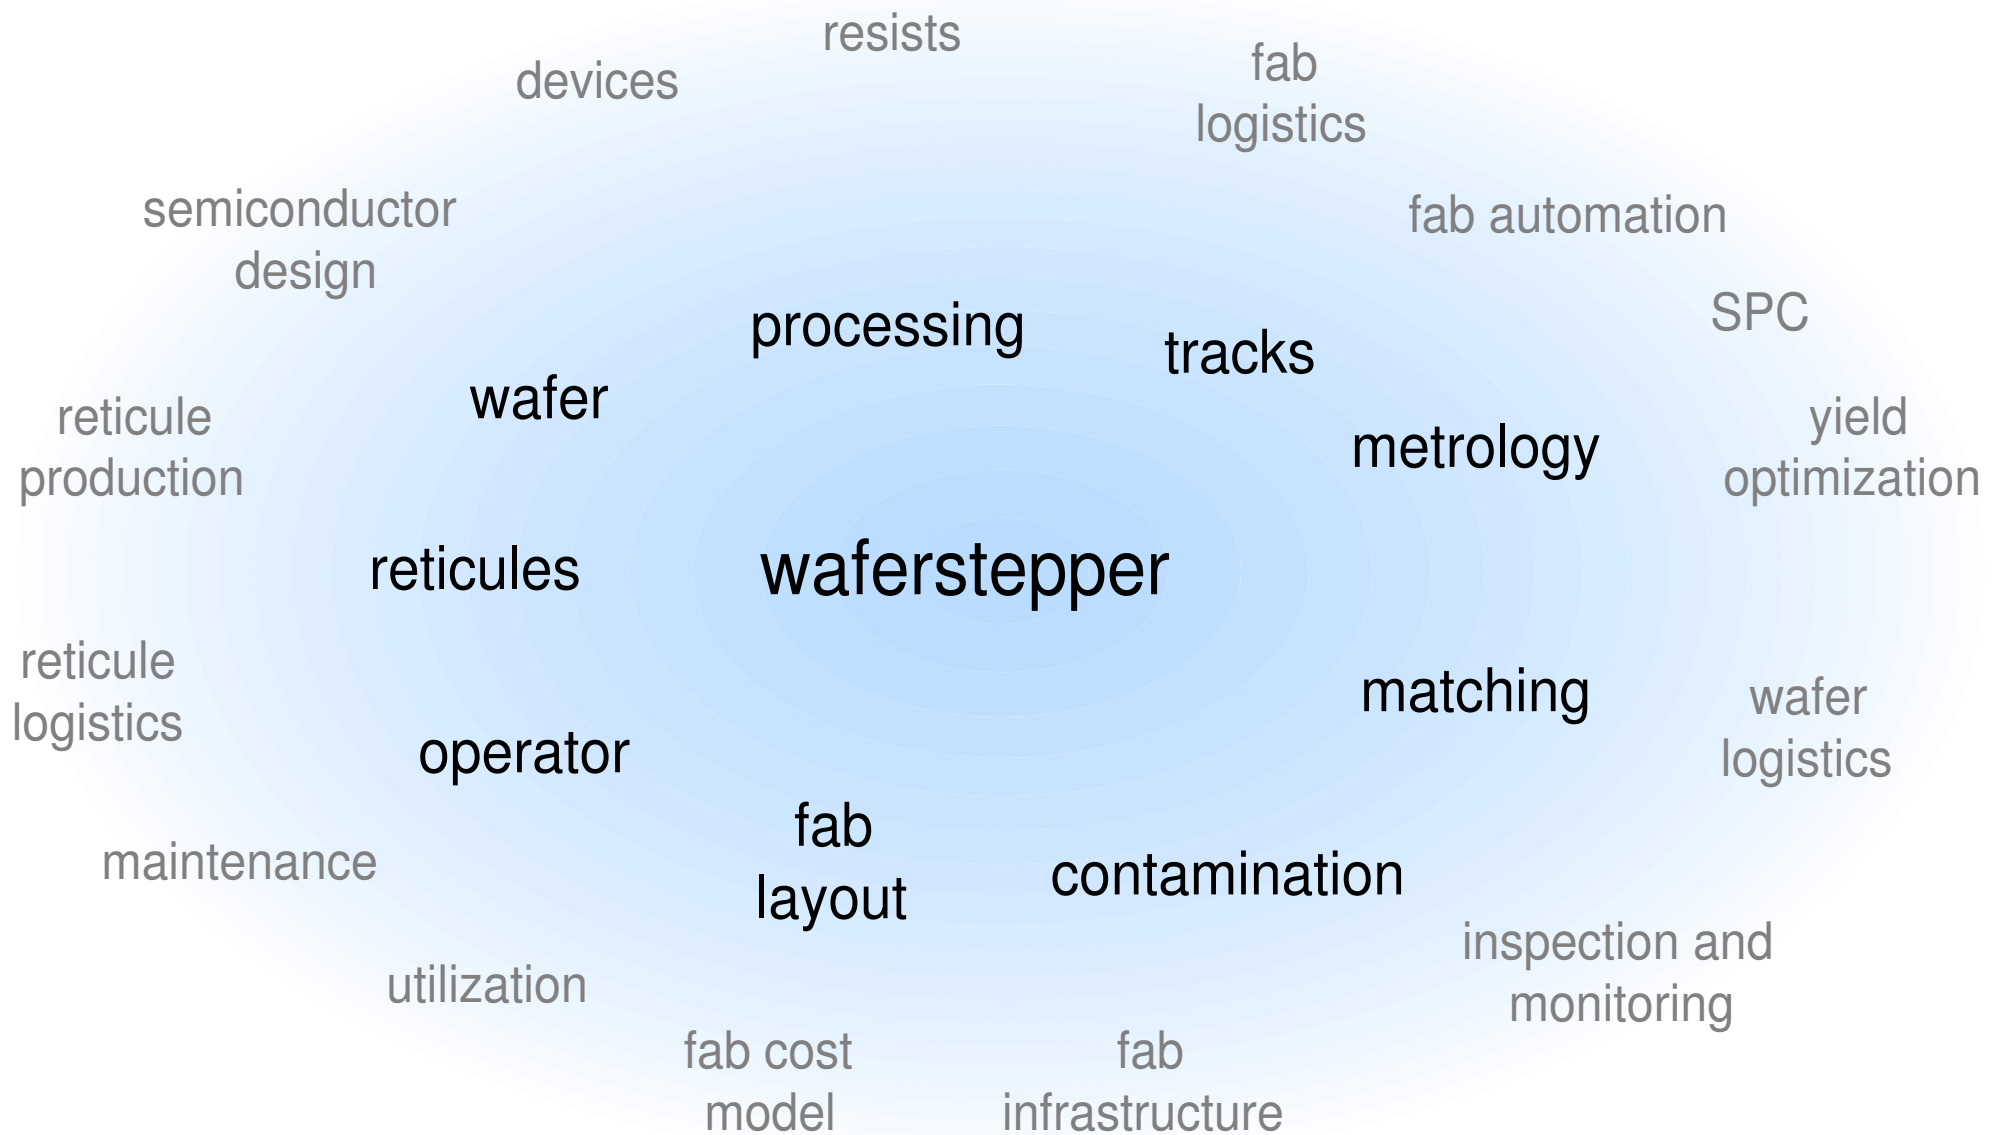 resists
devices
fab
logistics
semiconductor
design
fab automation
SPC
processing
tracks
wafer
metrology
reticule
production
yield
optimization
reticules
waferstepper
reticule
logistics
matching
wafer
logistics
operator
fab
layout
maintenance
contamination
inspection and
monitoring
utilization
fab cost
model
fab
infrastructure